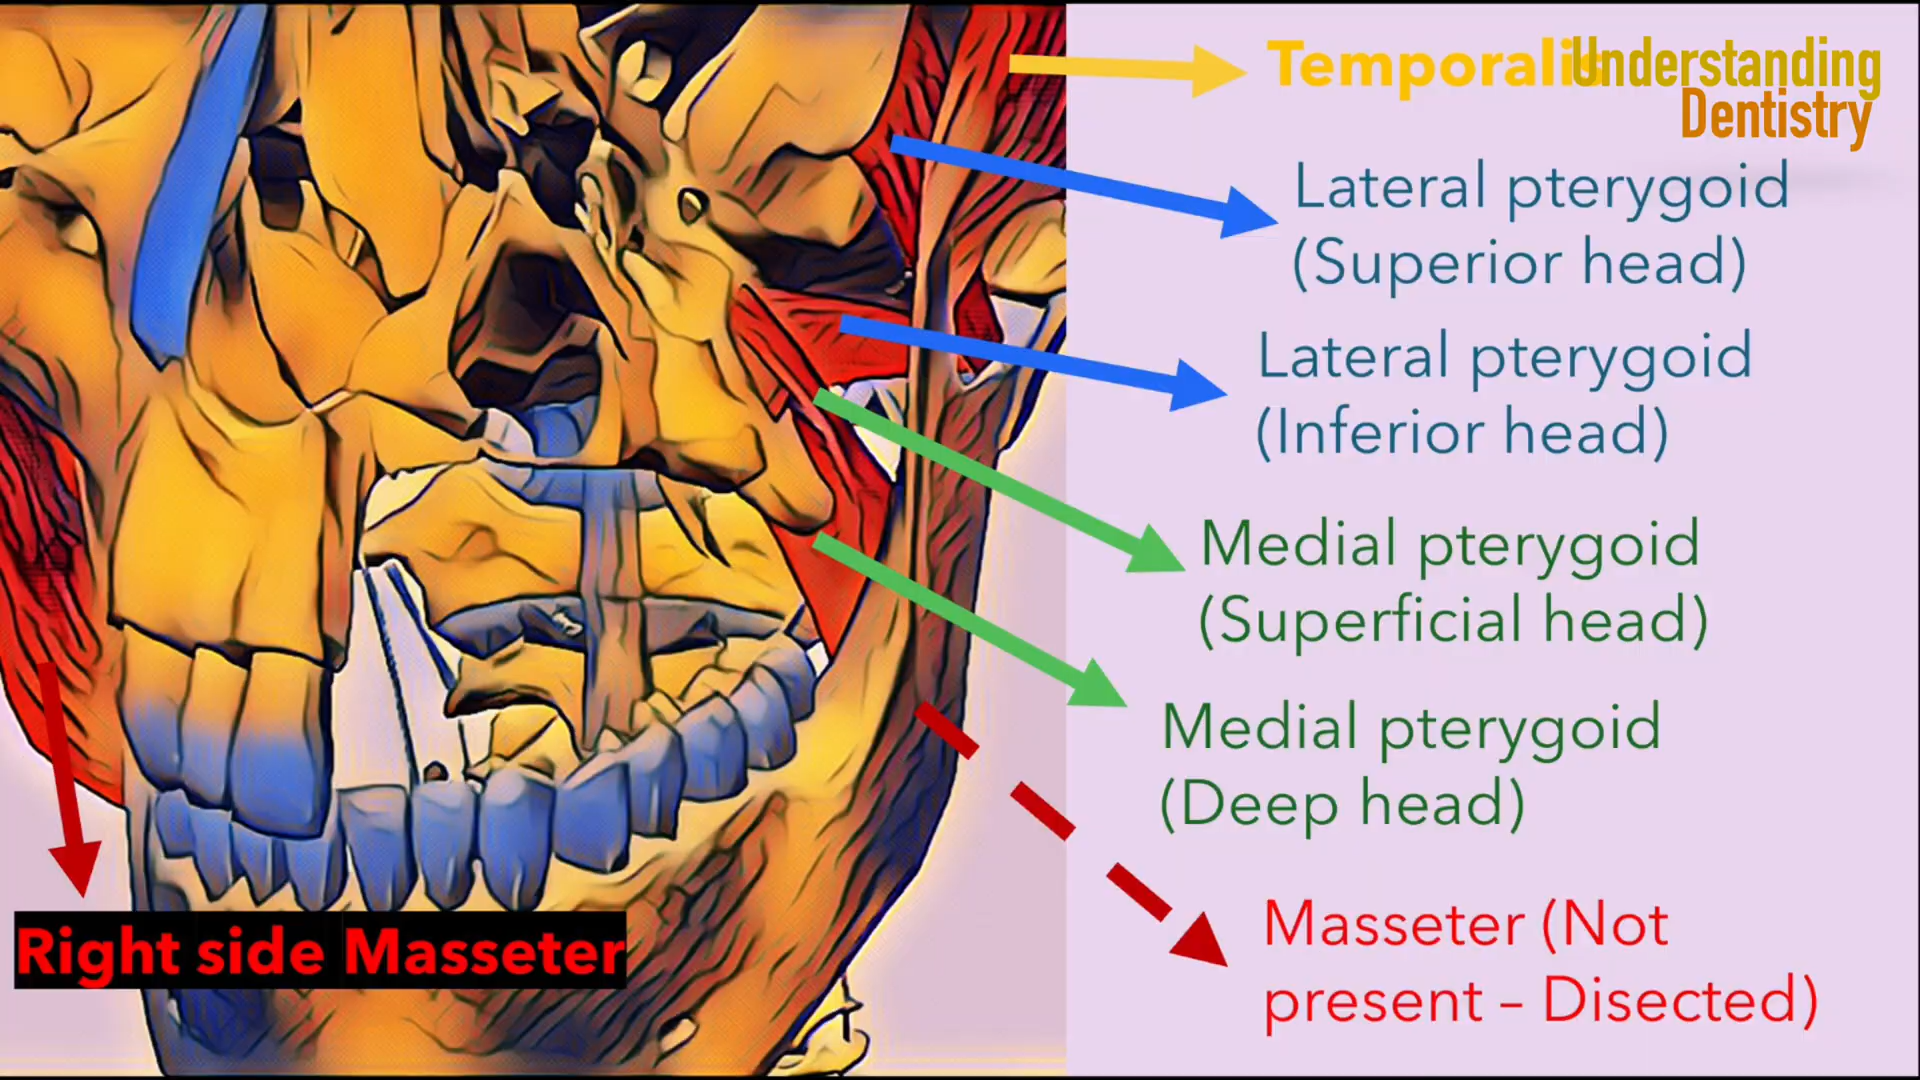 Temporalis
Understanding
Dentistry
Lateral pterygoid
(Superior head)
Lateral pterygoid
(Inferior head)
Medial pterygoid
(Superficial head)
Medial pterygoid
(Deep head)
Masseter (Not
present – Disected)
Right side Masseter